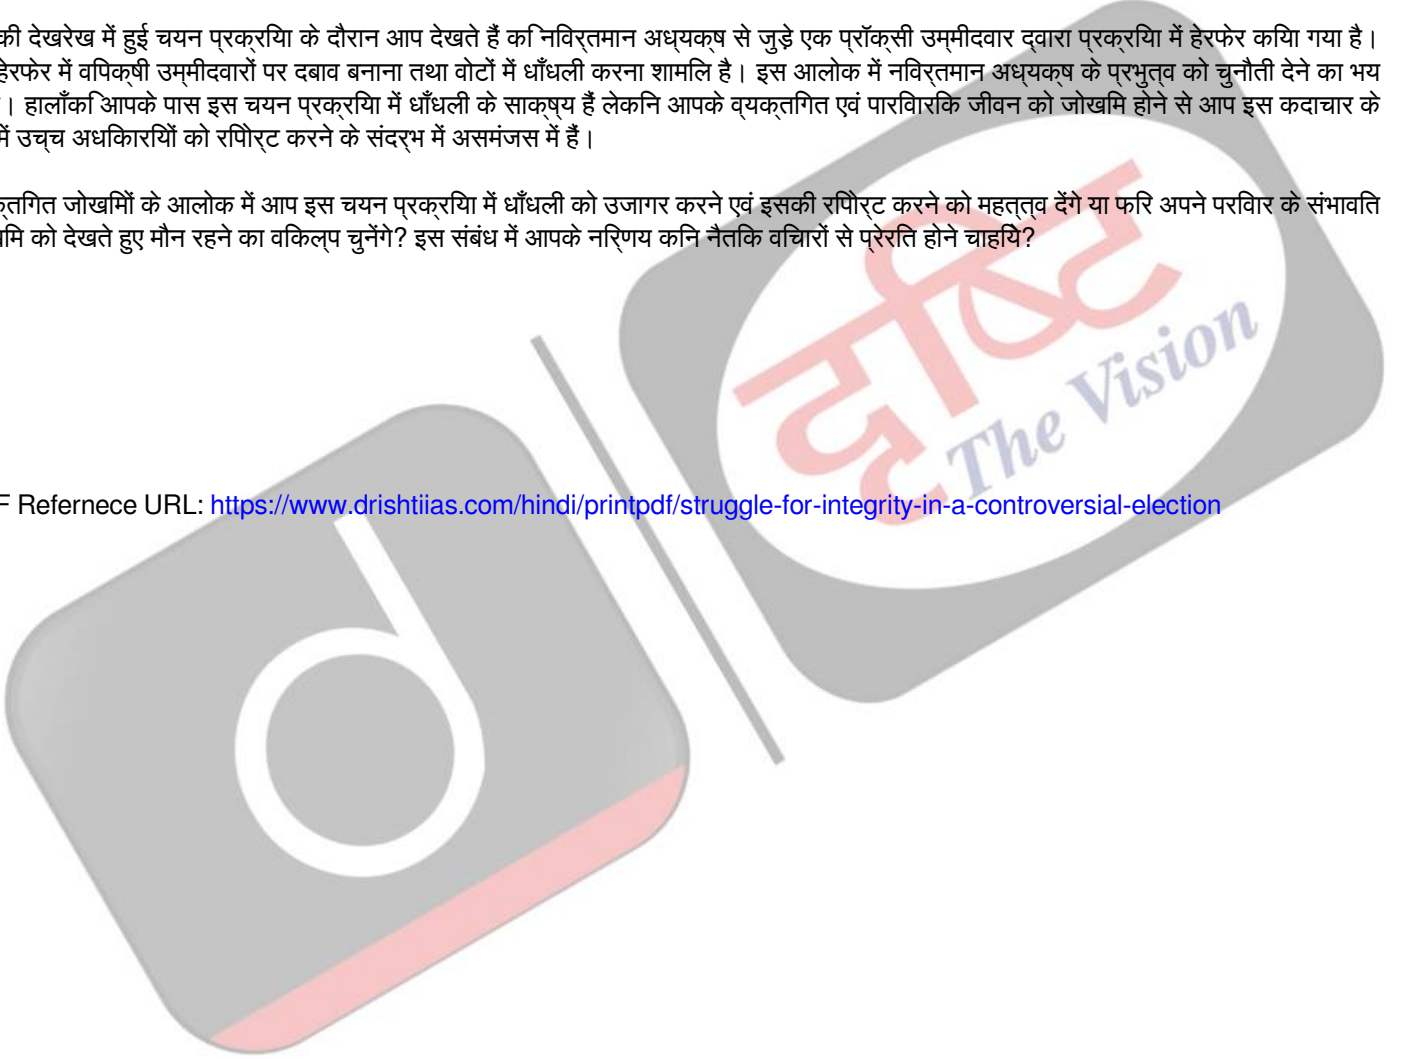 की देखरेख में हुई चयन प्रक्रिया के दौरान आप देखते हैं कि निवर्तमान अध्यक्ष से जुड़े एक प्रॉक्सी उम्मीदवार द्वारा प्रक्रिया में हेरफेर किया गया है।
हेरफेर में विपक्षी उम्मीदवारों पर दबाव बनाना तथा वोटों में धाँधली करना शामिल है। इस आलोक में निवर्तमान अध्यक्ष के प्रभुत्व को चुनौती देने का भय
। हालाँकि आपके पास इस चयन प्रक्रिया में धाँधली के साक्ष्य हैं लेकिन आपके व्यक्तिगत एवं पारिवारिक जीवन को जोखिम होने से आप इस कदाचार के
में उच्च अधिकारियों को रिपोर्ट करने के संदर्भ में असमंजस में हैं।
क्तिगत जोखिमों के आलोक में आप इस चयन प्रक्रिया में धाँधली को उजागर करने एवं इसकी रिपोर्ट करने को महत्त्व देंगे या फिर अपने परिवार के संभावित
मि को देखते हुए मौन रहने का विकल्प चुनेंगे? इस संबंध में आपके निर्णय किन नैतिक विचारों से प्रेरित होने चाहिये?
दृष्टि
The Vision
F Refernece URL: https://www.drishtiias.com/hindi/printpdf/struggle-for-integrity-in-a-controversial-election
d